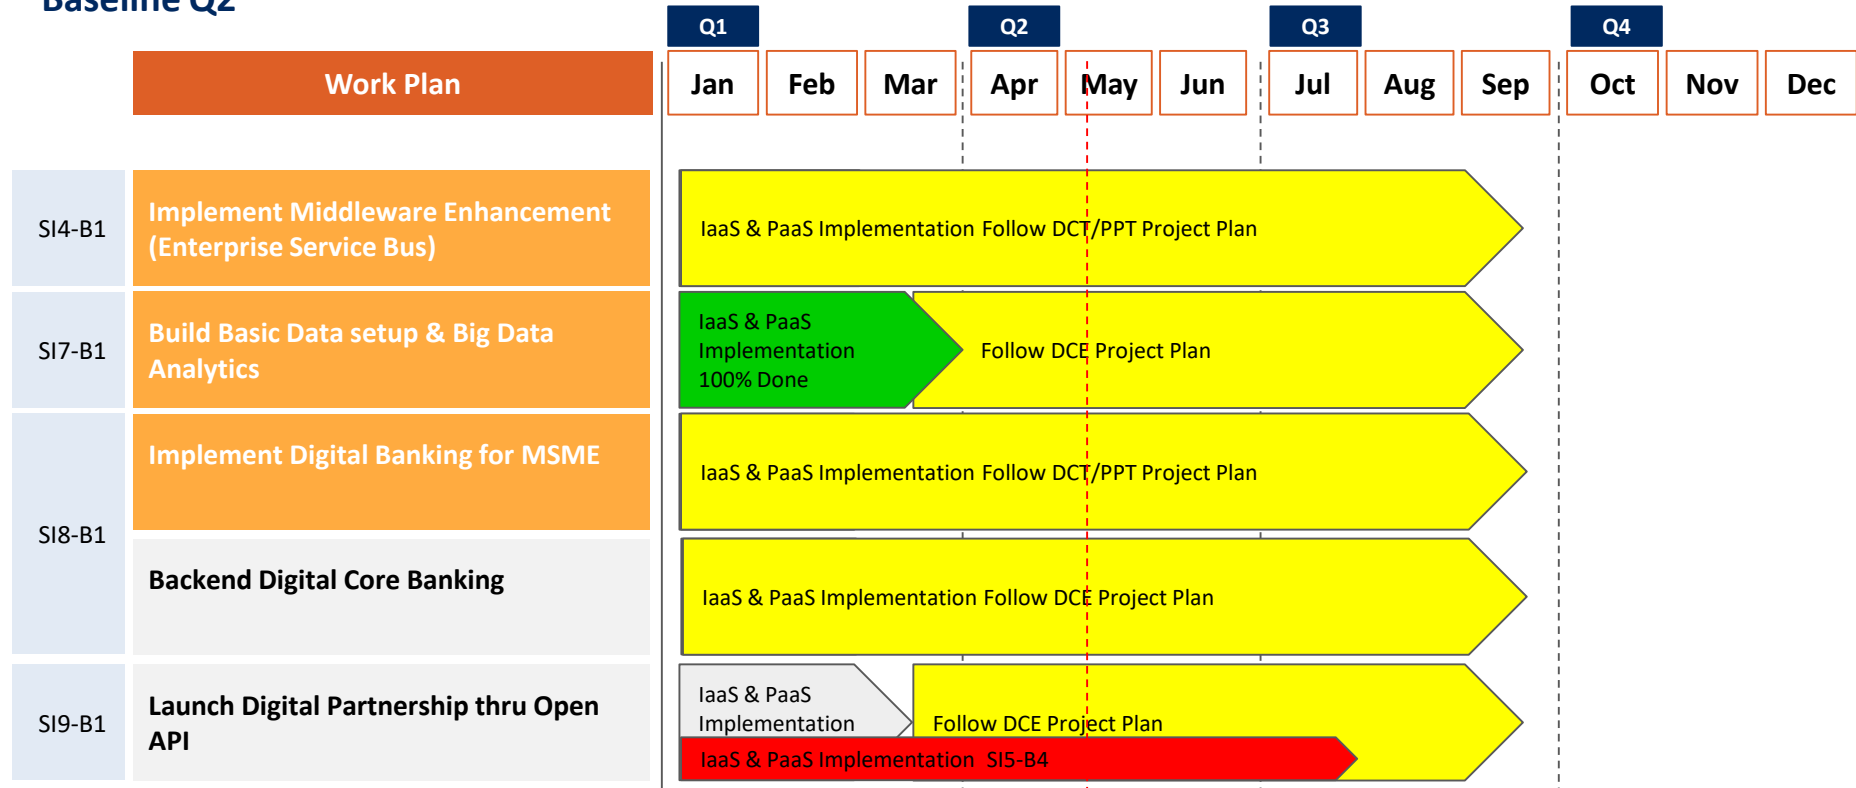 Baseline Q2
Q1
Q2
Q3
Q4
Work Plan
Jan
Feb
Mar
Apr
May
Jun
Jul
Aug
Sep
Oct
Nov
Dec
SI4-B1
Implement Middleware Enhancement
(Enterprise Service Bus)
IaaS & PaaS Implementation Follow DCT/PPT Project Plan
SI7-B1
Build Basic Data setup & Big Data
Analytics
IaaS & PaaS
Implementation
100% Done
Follow DCE Project Plan
SI8-B1
Implement Digital Banking for MSME
IaaS & PaaS Implementation Follow DCT/PPT Project Plan
Backend Digital Core Banking
IaaS & PaaS Implementation Follow DCE Project Plan
SI9-B1
Launch Digital Partnership thru Open
API
IaaS & PaaS
Implementation
Follow DCE Project Plan
IaaS & PaaS Implementation SI5-B4